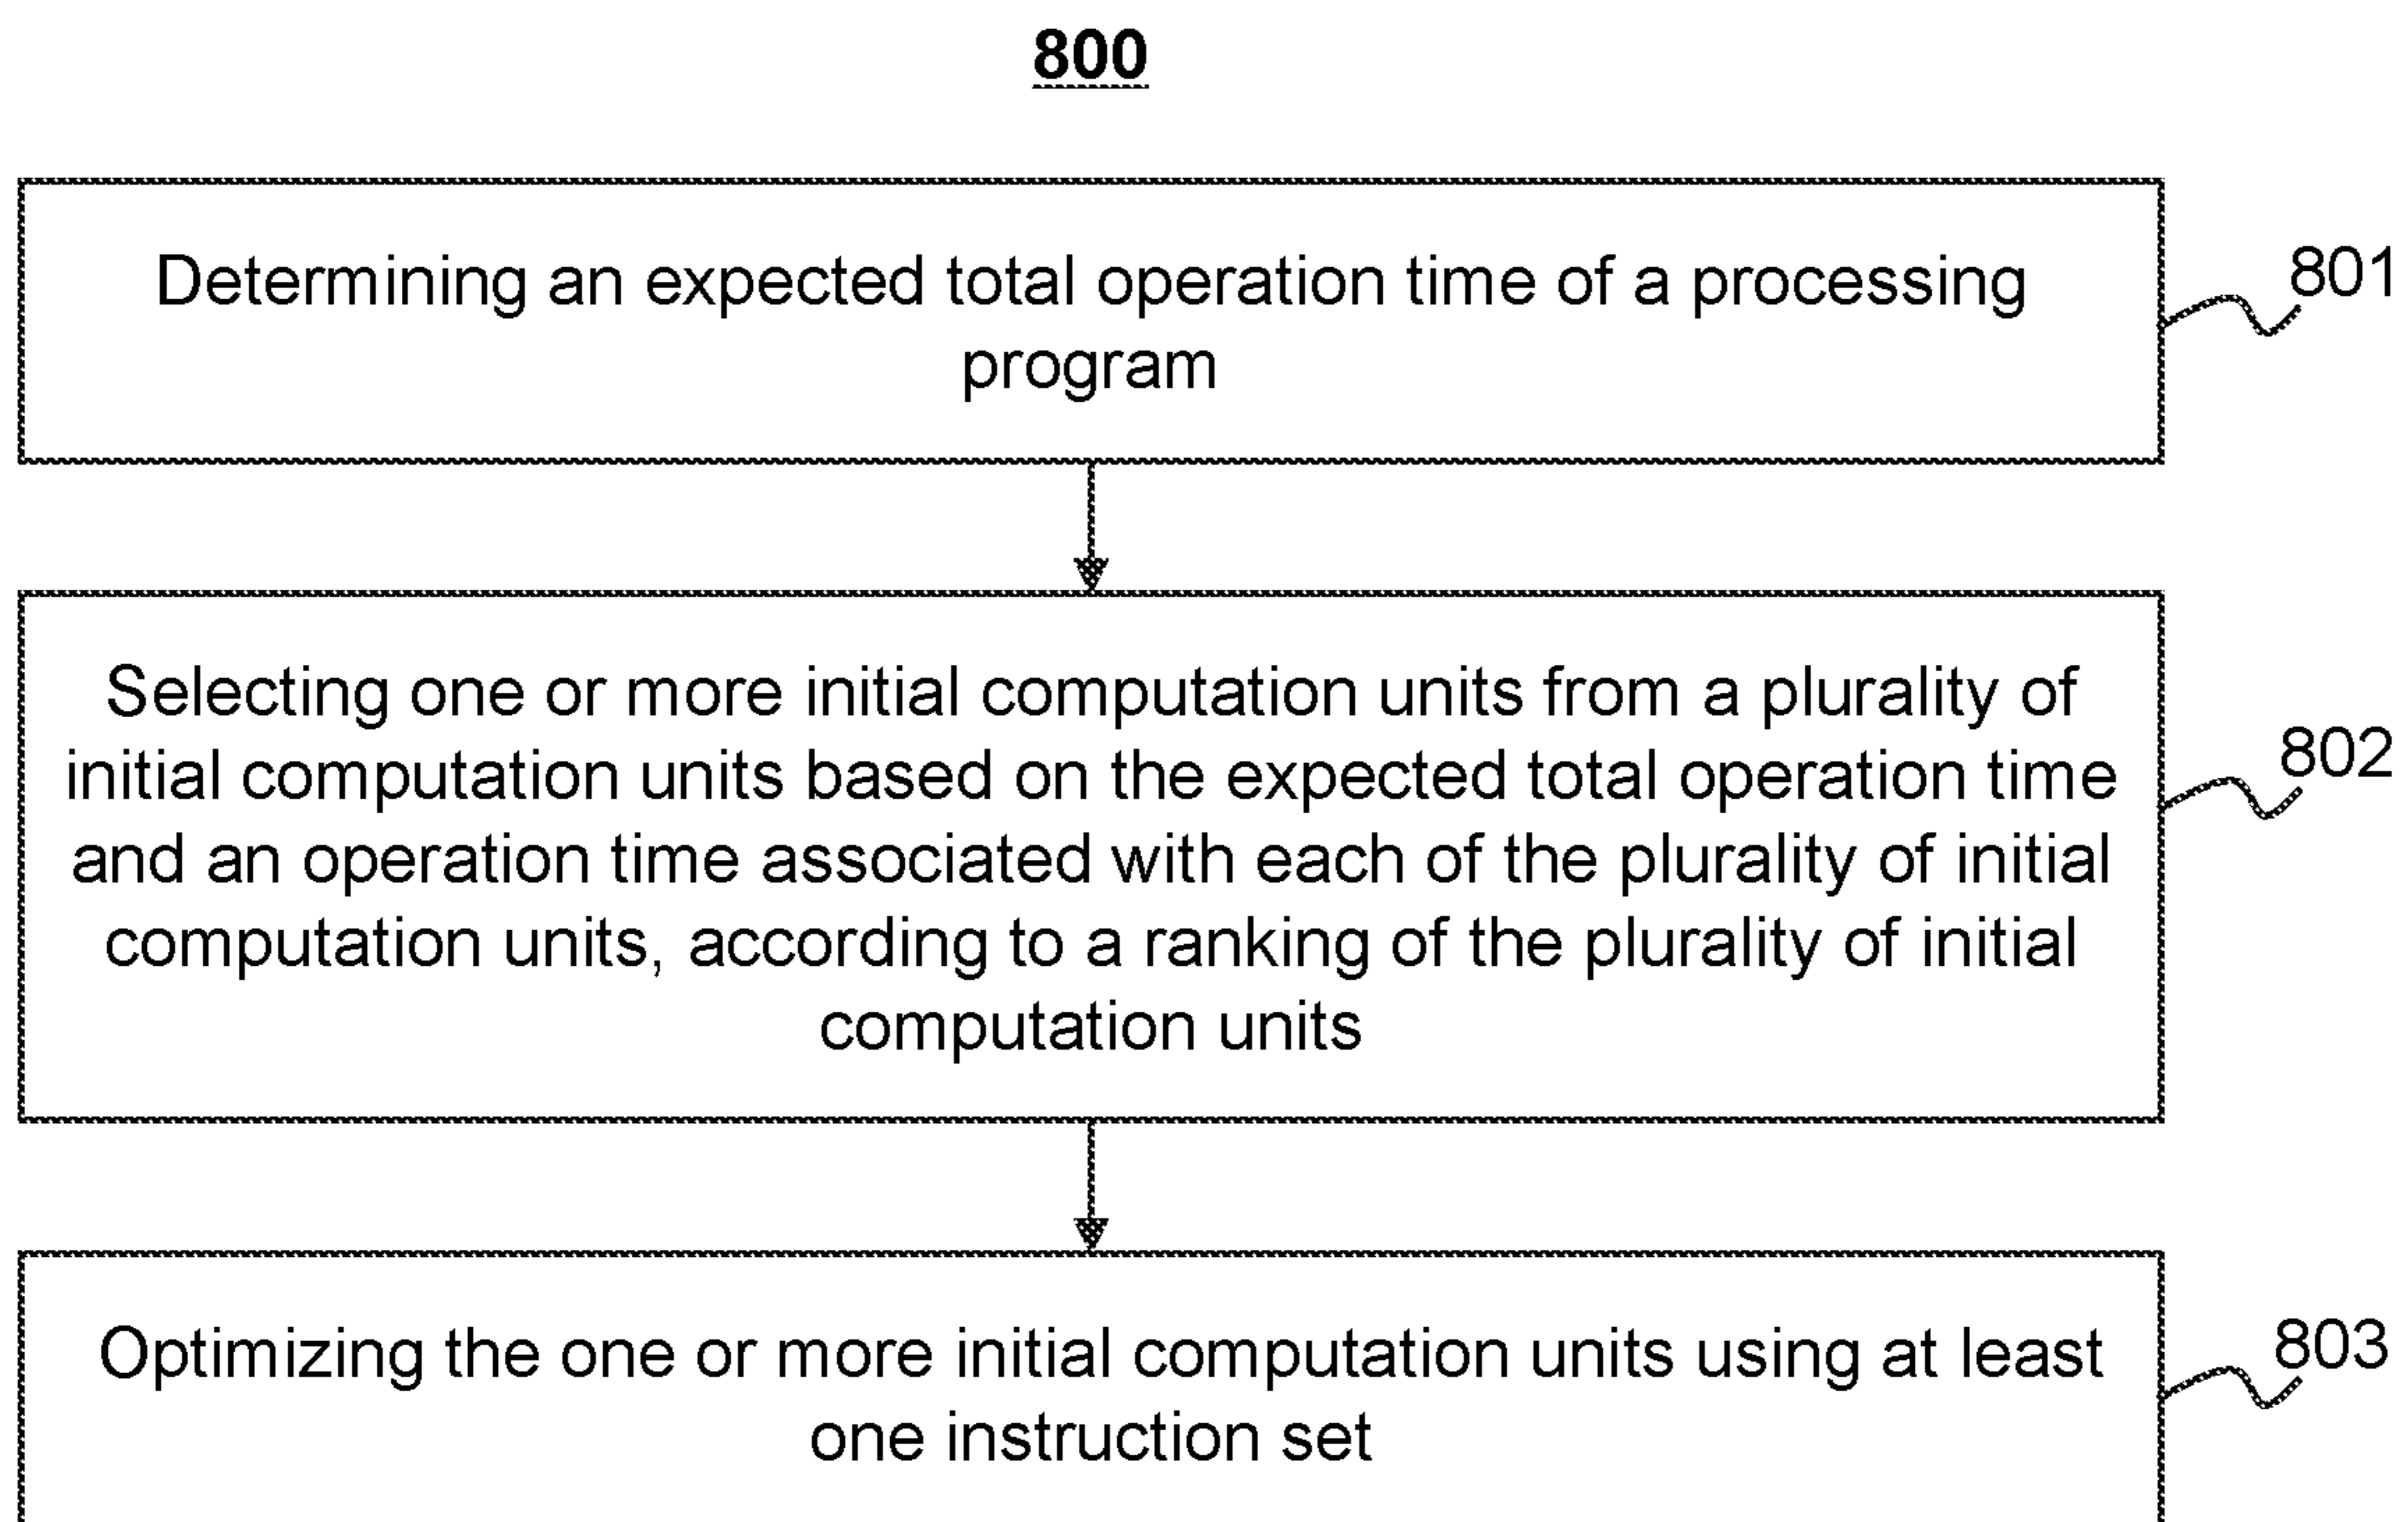 800
Determining an expected total operation time of a processing
program
801
Selecting one or more initial computation units from a plurality of
initial computation units based on the expected total operation time
and an operation time associated with each of the plurality of initial
computation units, according to a ranking of the plurality of initial
computation units
802
Optimizing the one or more initial computation units using at least
one instruction set
803